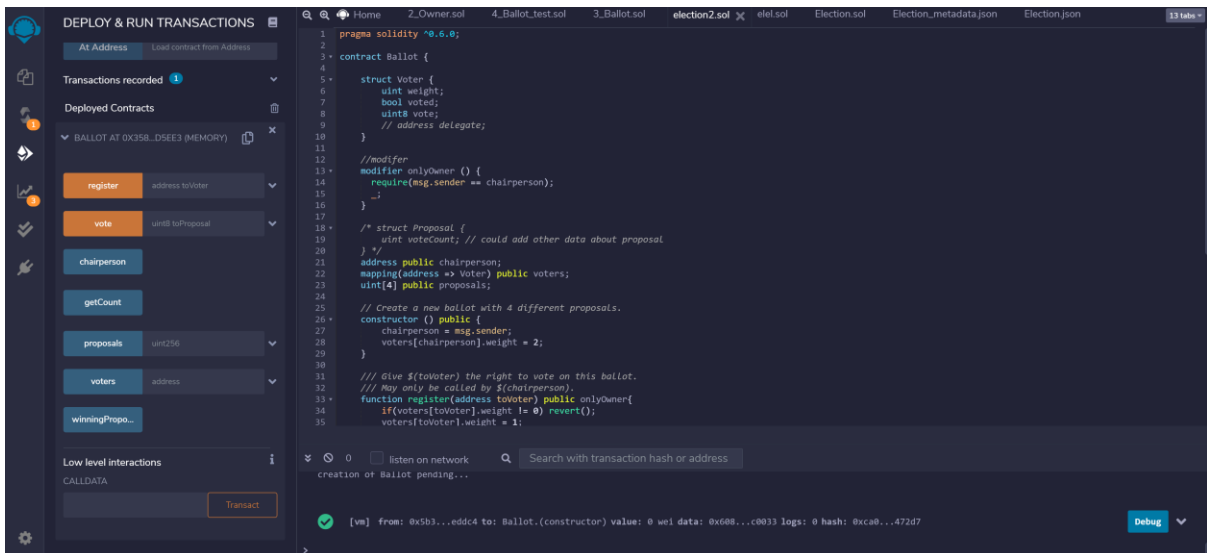 DEPLOY & RUN TRANSACTIONS
At Address Load contract from Address
Transactions recorded 1
Deployed Contracts
BALLOT AT 0X358...D5EE3 (MEMORY)
register address toVoter
vote uint8 toProposal
chairperson
getCount
proposals uint256
voters address
winningPropo...
Low level interactions i
CALLDATA
Transact
1
3
Home 2_Owner.sol 4_Ballot_test.sol 3_Ballot.sol election2.sol elel.sol Election.sol Election_metadata.json Election.json 13 tabs
1 pragma solidity ^0.6.0;
2
3 contract Ballot {
4
5 struct Voter {
6 uint weight;
7 bool voted;
8 uint8 vote;
9 // address delegate;
10 }
11
12 //modifer
13 modifier onlyOwner () {
14 require(msg.sender == chairperson);
15 _;
16 }
17
18 /* struct Proposal {
19 uint voteCount; // could add other data about proposal
20 } */
21 address public chairperson;
22 mapping(address => Voter) public voters;
23 uint[4] public proposals;
24
25 // Create a new ballot with 4 different proposals.
26 constructor () public {
27 chairperson = msg.sender;
28 voters[chairperson].weight = 2;
29 }
30
31 /// Give $(toVoter) the right to vote on this ballot.
32 /// May only be called by $(chairperson).
33 function register(address toVoter) public onlyOwner{
34 if(voters[toVoter].weight != 0) revert();
35 voters[toVoter].weight = 1;
0 listen on network Search with transaction hash or address
creation of Ballot pending...
[vm] from: 0x5b3...eddc4 to: Ballot.(constructor) value: 0 wei data: 0x608...c0033 logs: 0 hash: 0xca0...472d7 Debug
>